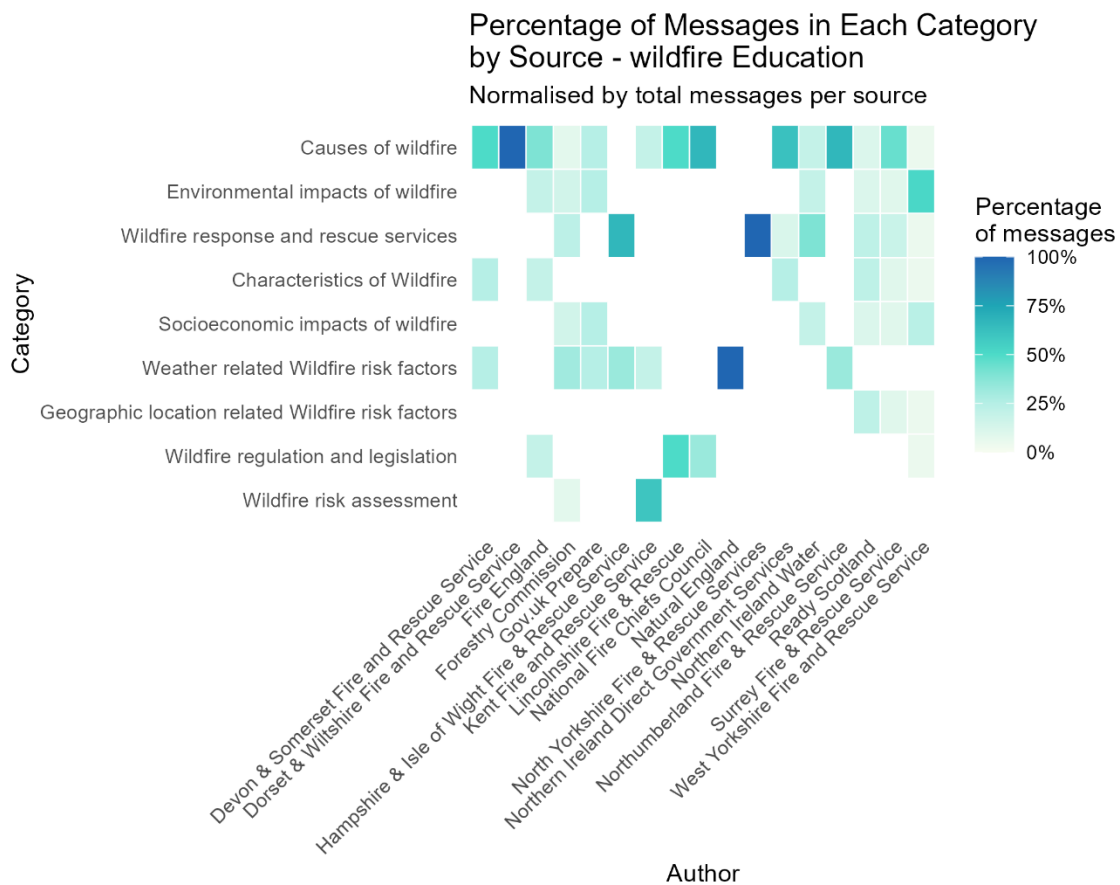 Percentage of Messages in Each Category
by Source - wildfire Education
Normalised by total messages per source
Category
Causes of wildfire
Environmental impacts of wildfire
Wildfire response and rescue services
Characteristics of Wildfire
Socioeconomic impacts of wildfire
Weather related Wildfire risk factors
Geographic location related Wildfire risk factors
Wildfire regulation and legislation
Wildfire risk assessment
Percentage
of messages
100%
75%
50%
25%
0%
Devon & Somerset Fire and Rescue Service
Dorset & Wiltshire Fire and Rescue Service
Fire England
Forestry Commission
Gov.uk Prepare
Hampshire & Isle of Wight Fire & Rescue Service
Kent Fire and Rescue Service
Lincolnshire Fire & Rescue
National Fire Chiefs Council
Natural England
North Yorkshire Fire & Rescue Services
Northern Ireland Direct Government Services
Northern Ireland Water
Northumberland Fire & Rescue Service
Ready Scotland
Surrey Fire & Rescue Service
West Yorkshire Fire and Rescue Service
Author